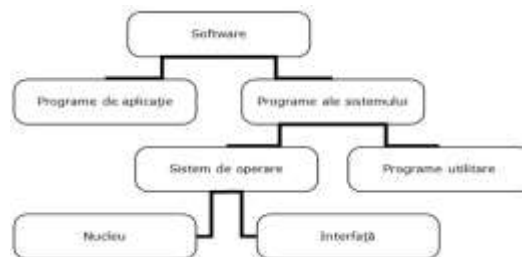 Software
Programe de aplicație
Programe ale sistemului
Sistem de operare
Programe utilitare
Nucleu
Interfață